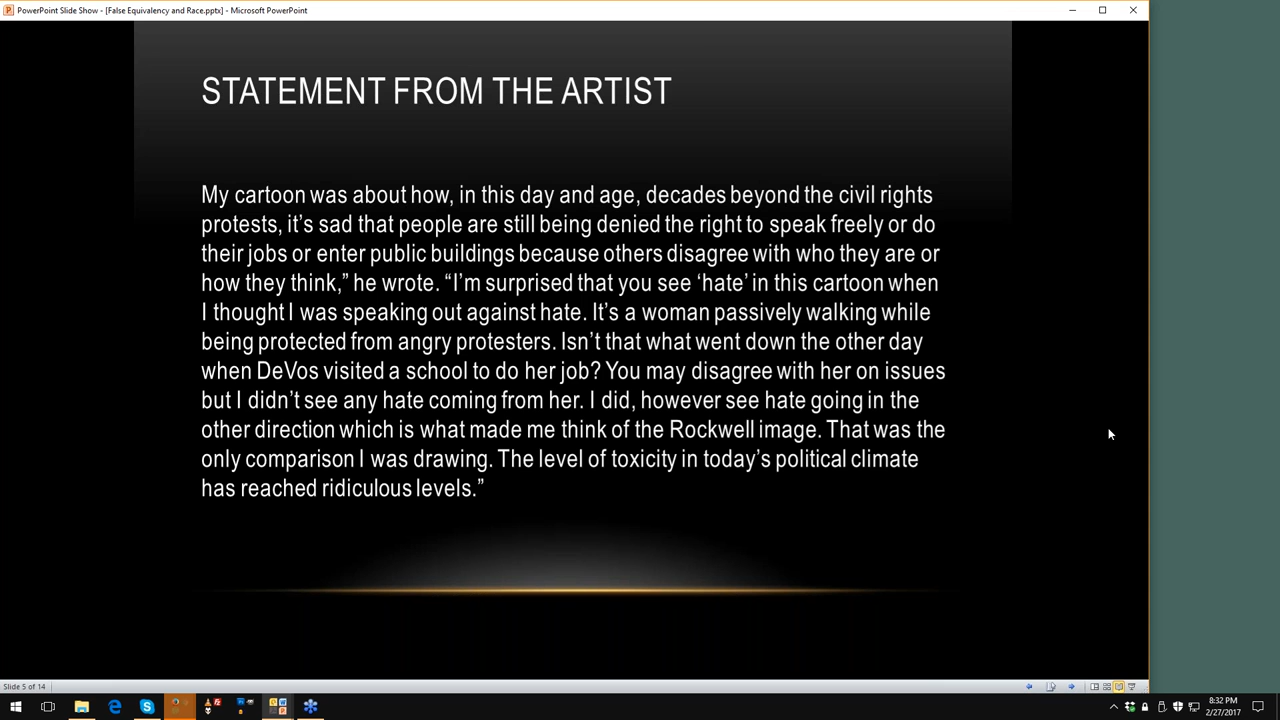 PowerPoint Slide Show - [False Equivalency and Race.pptx] - Microsoft PowerPoint
STATEMENT FROM THE ARTIST
My cartoon was about how, in this day and age, decades beyond the civil rights
protests, it’s sad that people are still being denied the right to speak freely or do
their jobs or enter public buildings because others disagree with who they are or
how they think,” he wrote. “I’m surprised that you see ‘hate’ in this cartoon when
I thought I was speaking out against hate. It’s a woman passively walking while
being protected from angry protesters. Isn’t that what went down the other day
when DeVos visited a school to do her job? You may disagree with her on issues
but I didn’t see any hate coming from her. I did, however see hate going in the
other direction which is what made me think of the Rockwell image. That was the
only comparison I was drawing. The level of toxicity in today’s political climate
has reached ridiculous levels.”
Slide 5 of 14
8:32 PM
2/27/2017